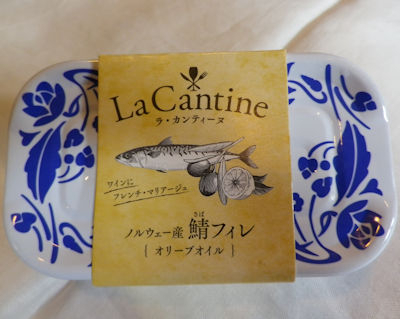 La Cantine
ラ・カンティーヌ
ワインに
フレンチ・マリアージュ
さば
ノルウェー産 鯖フィレ
{ オリーブオイル }